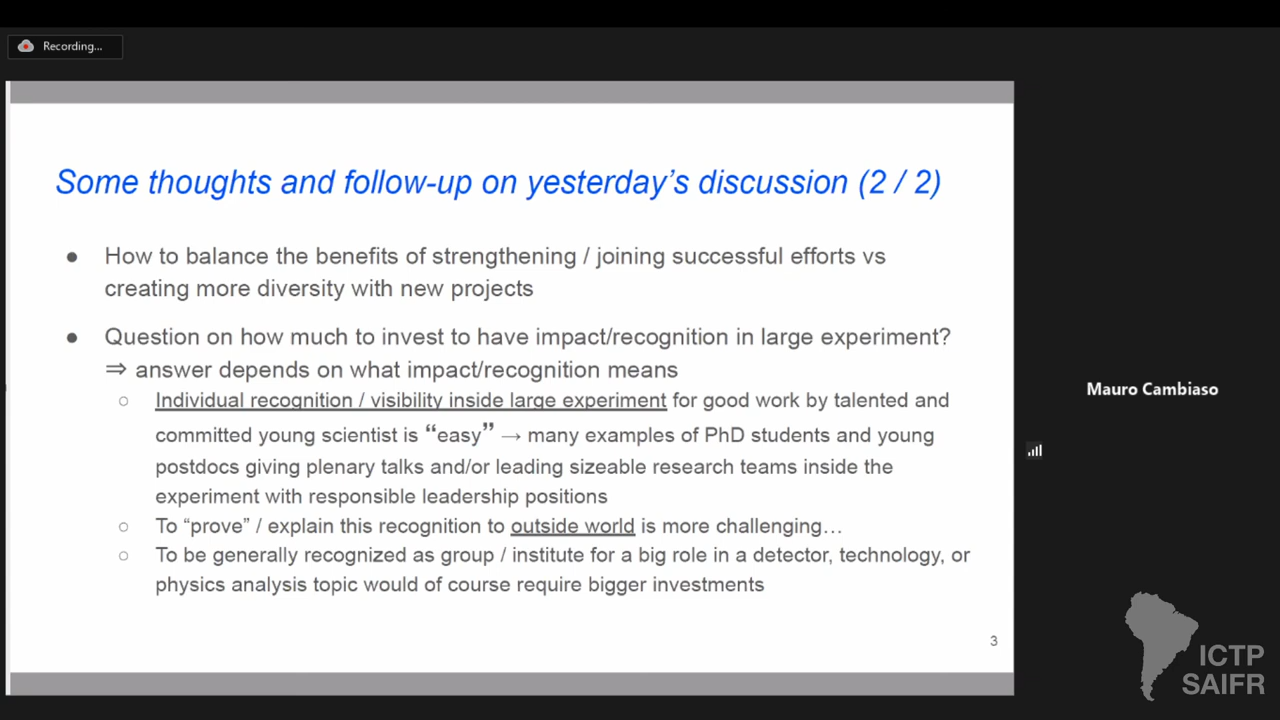 Recording...
Some thoughts and follow-up on yesterday's discussion (2 / 2)
● How to balance the benefits of strengthening / joining successful efforts vs
creating more diversity with new projects
● Question on how much to invest to have impact/recognition in large experiment?
⇒ answer depends on what impact/recognition means
○ Individual recognition / visibility inside large experiment for good work by talented and
committed young scientist is “easy” → many examples of PhD students and young
postdocs giving plenary talks and/or leading sizeable research teams inside the
experiment with responsible leadership positions
○ To “prove” / explain this recognition to outside world is more challenging…
○ To be generally recognized as group / institute for a big role in a detector, technology, or
physics analysis topic would of course require bigger investments
3
Mauro Cambiaso
ICTP
SAIFR